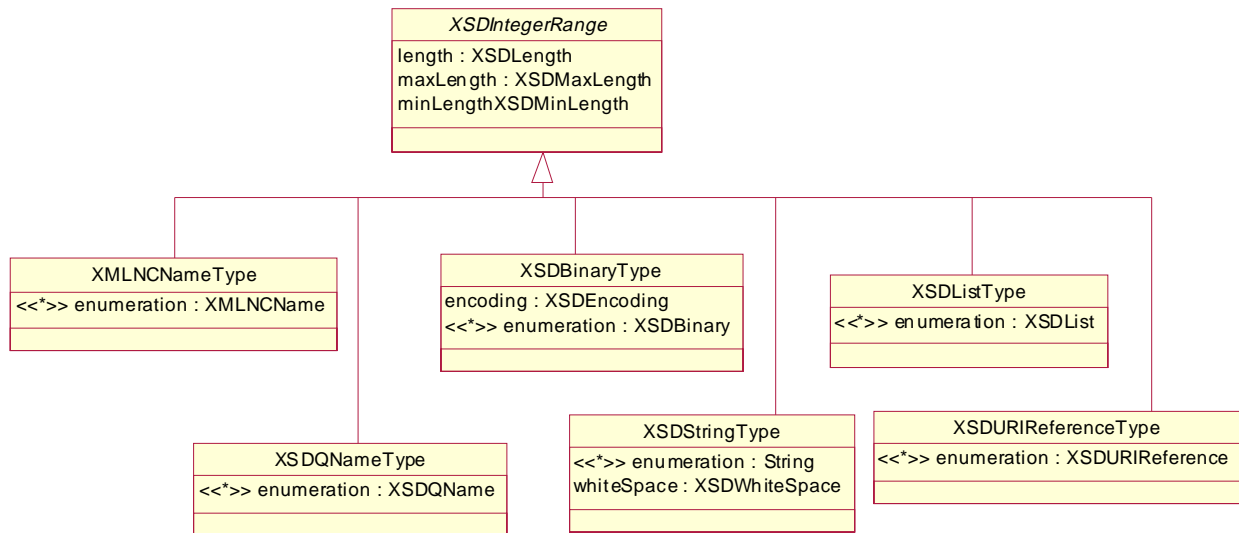 XSDIntegerRange
length : XSDLength
maxLength : XSDMaxLength
minLengthXSDMinLength
XMLNCNameType
<<*>> enumeration : XMLNCName
XSDBinaryType
encoding : XSDEncoding
<<*>> enumeration : XSDBinary
XSDListType
<<*>> enumeration : XSDList
XSDQNameType
<<*>> enumeration : XSDQName
XSDStringType
<<*>> enumeration : String
whiteSpace : XSDWhiteSpace
XSDURIReferenceType
<<*>> enumeration : XSDURIReference